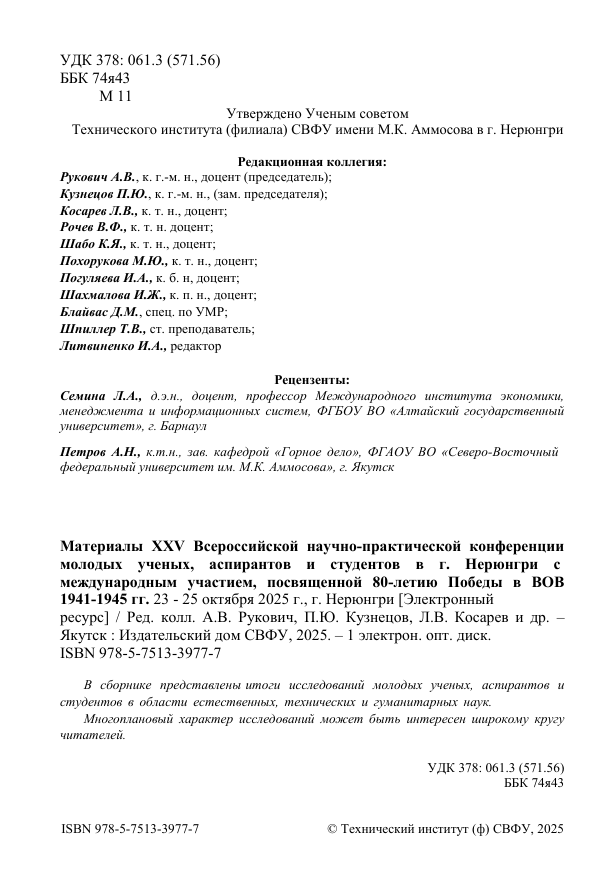 УДК 378: 061.3 (571.56)
ББК 74я43
М 11
Утверждено Ученым советом
Технического института (филиала) СВФУ имени М.К. Аммосова в г. Нерюнгри
Редакционная коллегия:
Рукович А.В., к. г.-м. н., доцент (председатель);
Кузнецов П.Ю., к. г.-м. н., (зам. председателя);
Косарев Л.В., к. т. н., доцент;
Рочев В.Ф., к. т. н. доцент;
Шабо К.Я., к. т. н., доцент;
Похорукова М.Ю., к. т. н., доцент;
Погуляева И.А., к. б. н, доцент;
Шахмалова И.Ж., к. п. н., доцент;
Блайвас Д.М., спец. по УМР;
Шпиллер Т.В., ст. преподаватель;
Литвиненко И.А., редактор
Рецензенты:
Семина Л.А., д.э.н., доцент, профессор Международного института экономики,
менеджмента и информационных систем, ФГБОУ ВО «Алтайский государственный
университет», г. Барнаул
Петров А.Н., к.т.н., зав. кафедрой «Горное дело», ФГАОУ ВО «Северо-Восточный
федеральный университет им. М.К. Аммосова», г. Якутск
Материалы XXV Всероссийской научно-практической конференции
молодых ученых, аспирантов и студентов в г. Нерюнгри с
международным участием, посвященной 80-летию Победы в ВОВ
1941-1945 гг. 23 - 25 октября 2025 г., г. Нерюнгри [Электронный
ресурс] / Ред. колл. А.В. Рукович, П.Ю. Кузнецов, Л.В. Косарев и др. –
Якутск : Издательский дом СВФУ, 2025. – 1 электрон. опт. диск.
ISBN 978-5-7513-3977-7
В сборнике представлены итоги исследований молодых ученых, аспирантов и
студентов в области естественных, технических и гуманитарных наук.
Многоплановый характер исследований может быть интересен широкому кругу
читателей.
УДК 378: 061.3 (571.56)
ББК 74я43
ISBN 978-5-7513-3977-7 © Технический институт (ф) СВФУ, 2025